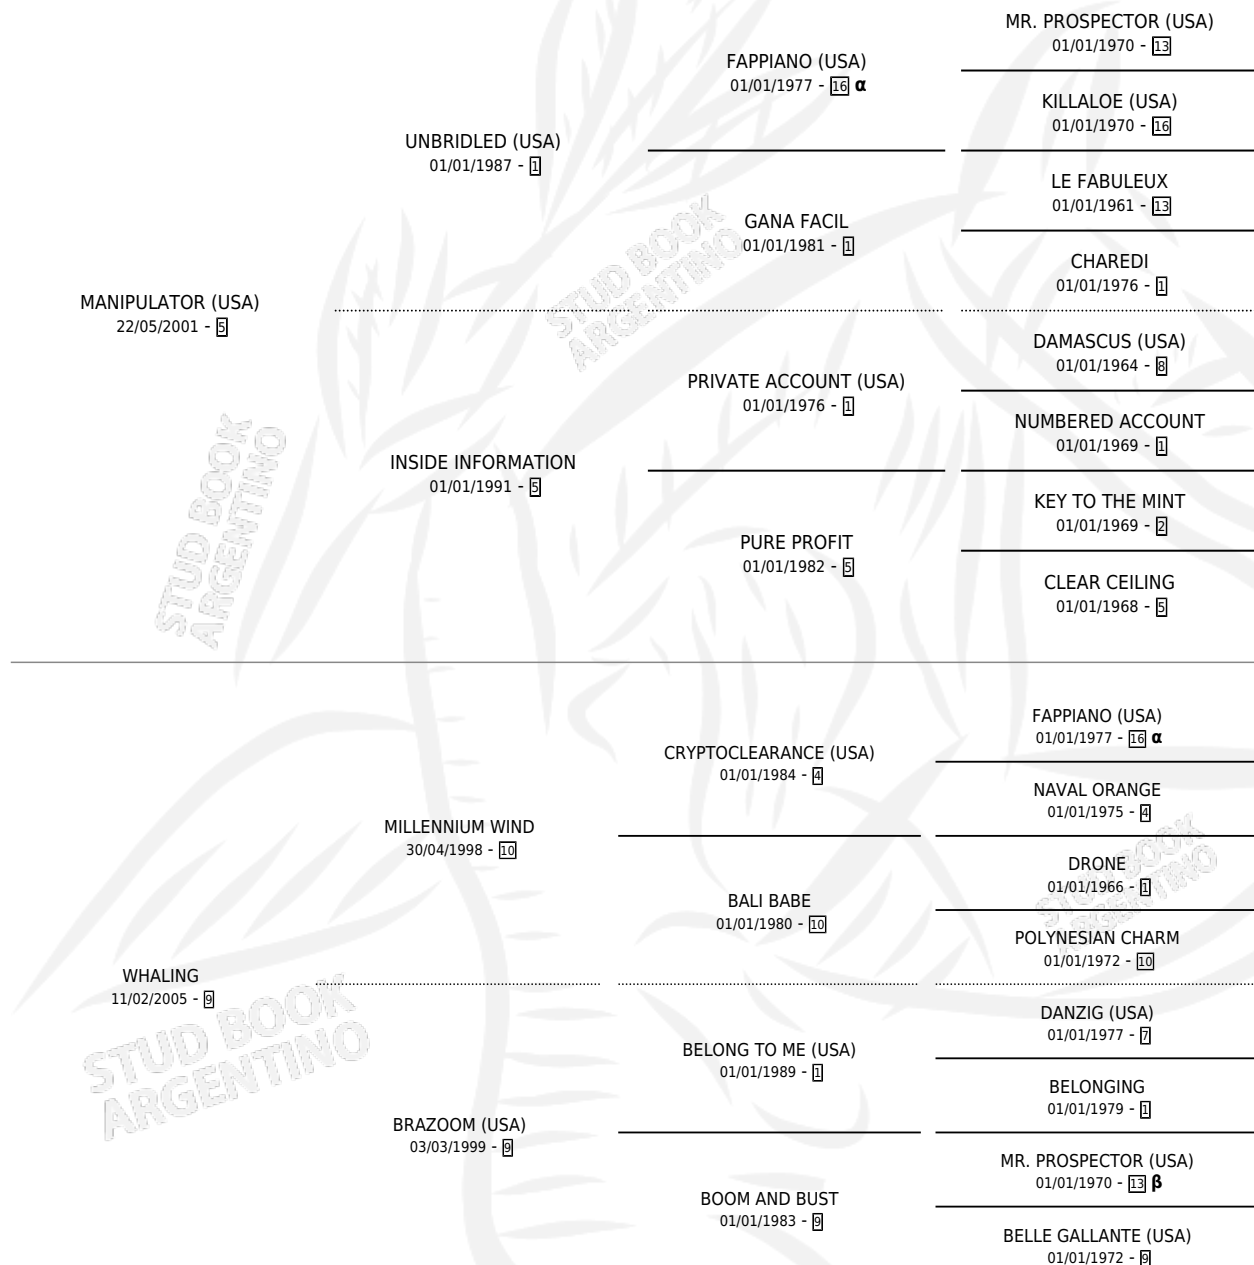 MR. PROSPECTOR (USA)
01/01/1970 - 13
FAPPIANO (USA)
01/01/1977 - 16 α
KILLALOE (USA)
01/01/1970 - 16
UNBRIDLED (USA)
01/01/1987 - 1
LE FABULEUX
01/01/1961 - 13
GANA FACIL
01/01/1981 - 1
CHAREDI
01/01/1976 - 1
MANIPULATOR (USA)
22/05/2001 - 5
DAMASCUS (USA)
01/01/1964 - 8
PRIVATE ACCOUNT (USA)
01/01/1976 - 1
NUMBERED ACCOUNT
01/01/1969 - 1
INSIDE INFORMATION
01/01/1991 - 5
KEY TO THE MINT
01/01/1969 - 2
PURE PROFIT
01/01/1982 - 5
CLEAR CEILING
01/01/1968 - 5
FAPPIANO (USA)
01/01/1977 - 16 α
CRYPTOCLEARANCE (USA)
01/01/1984 - 4
NAVAL ORANGE
01/01/1975 - 4
MILLENNIUM WIND
30/04/1998 - 10
DRONE
01/01/1966 - 1
BALI BABE
01/01/1980 - 10
POLYNESIAN CHARM
01/01/1972 - 10
WHALING
11/02/2005 - 9
DANZIG (USA)
01/01/1977 - 7
BELONG TO ME (USA)
01/01/1989 - 1
BELONGING
01/01/1979 - 1
BRAZOOM (USA)
03/03/1999 - 9
MR. PROSPECTOR (USA)
01/01/1970 - 13 β
BOOM AND BUST
01/01/1983 - 9
BELLE GALLANTE (USA)
01/01/1972 - 9
STUD BOOK
ARGENTINO
STUD BOOK
ARGENTINO
STUD BOOK
ARGENTINO
STUD BOOK
ARGENTINO